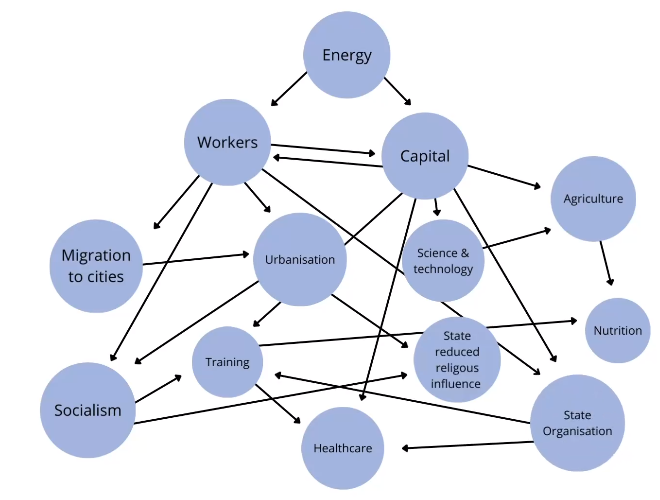 Energy
Workers
Capital
Agriculture
Migration
to cities
Urbanisation
Science &
technology
Nutrition
Training
State
reduced
religous
influence
Socialism
State
Organisation
Healthcare